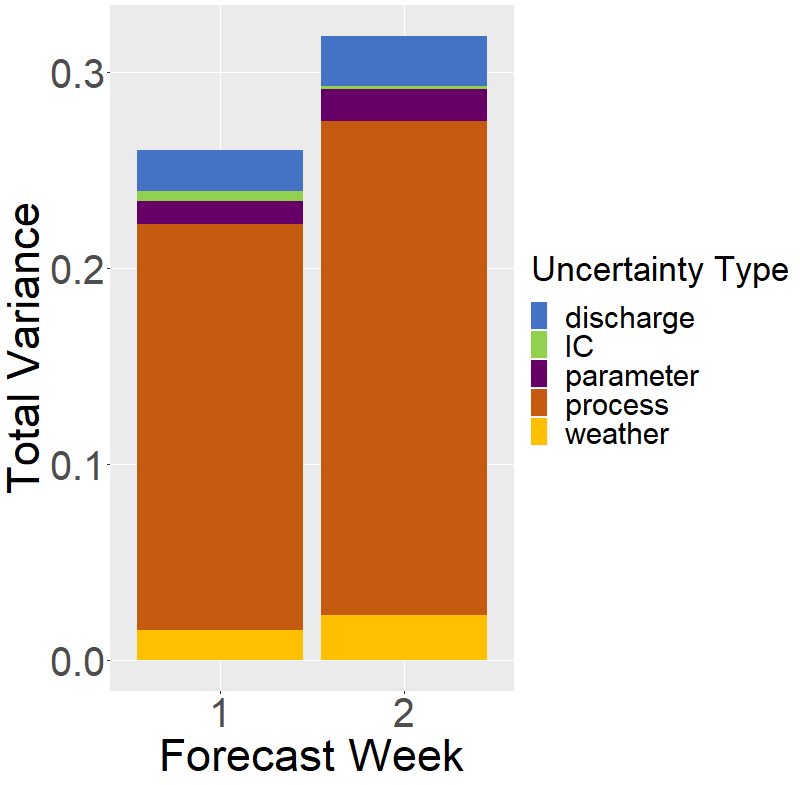 Total Variance
0.3
0.2
0.1
0.0
1
2
Forecast Week
Uncertainty Type
discharge
IC
parameter
process
weather